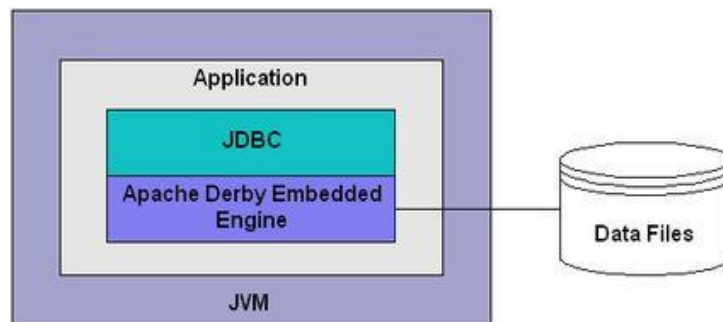 Application
JDBC
Apache Derby Embedded
Engine
Data Files
JVM